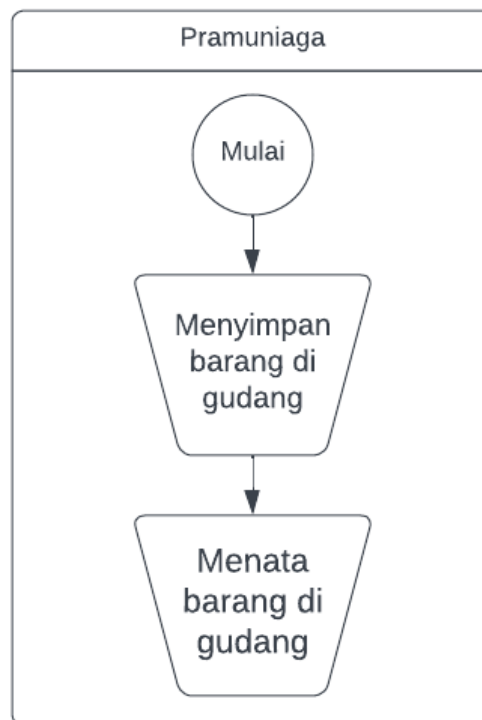 Pramuniaga
Mulai
Menyimpan
barang di
gudang
Menata
barang di
gudang